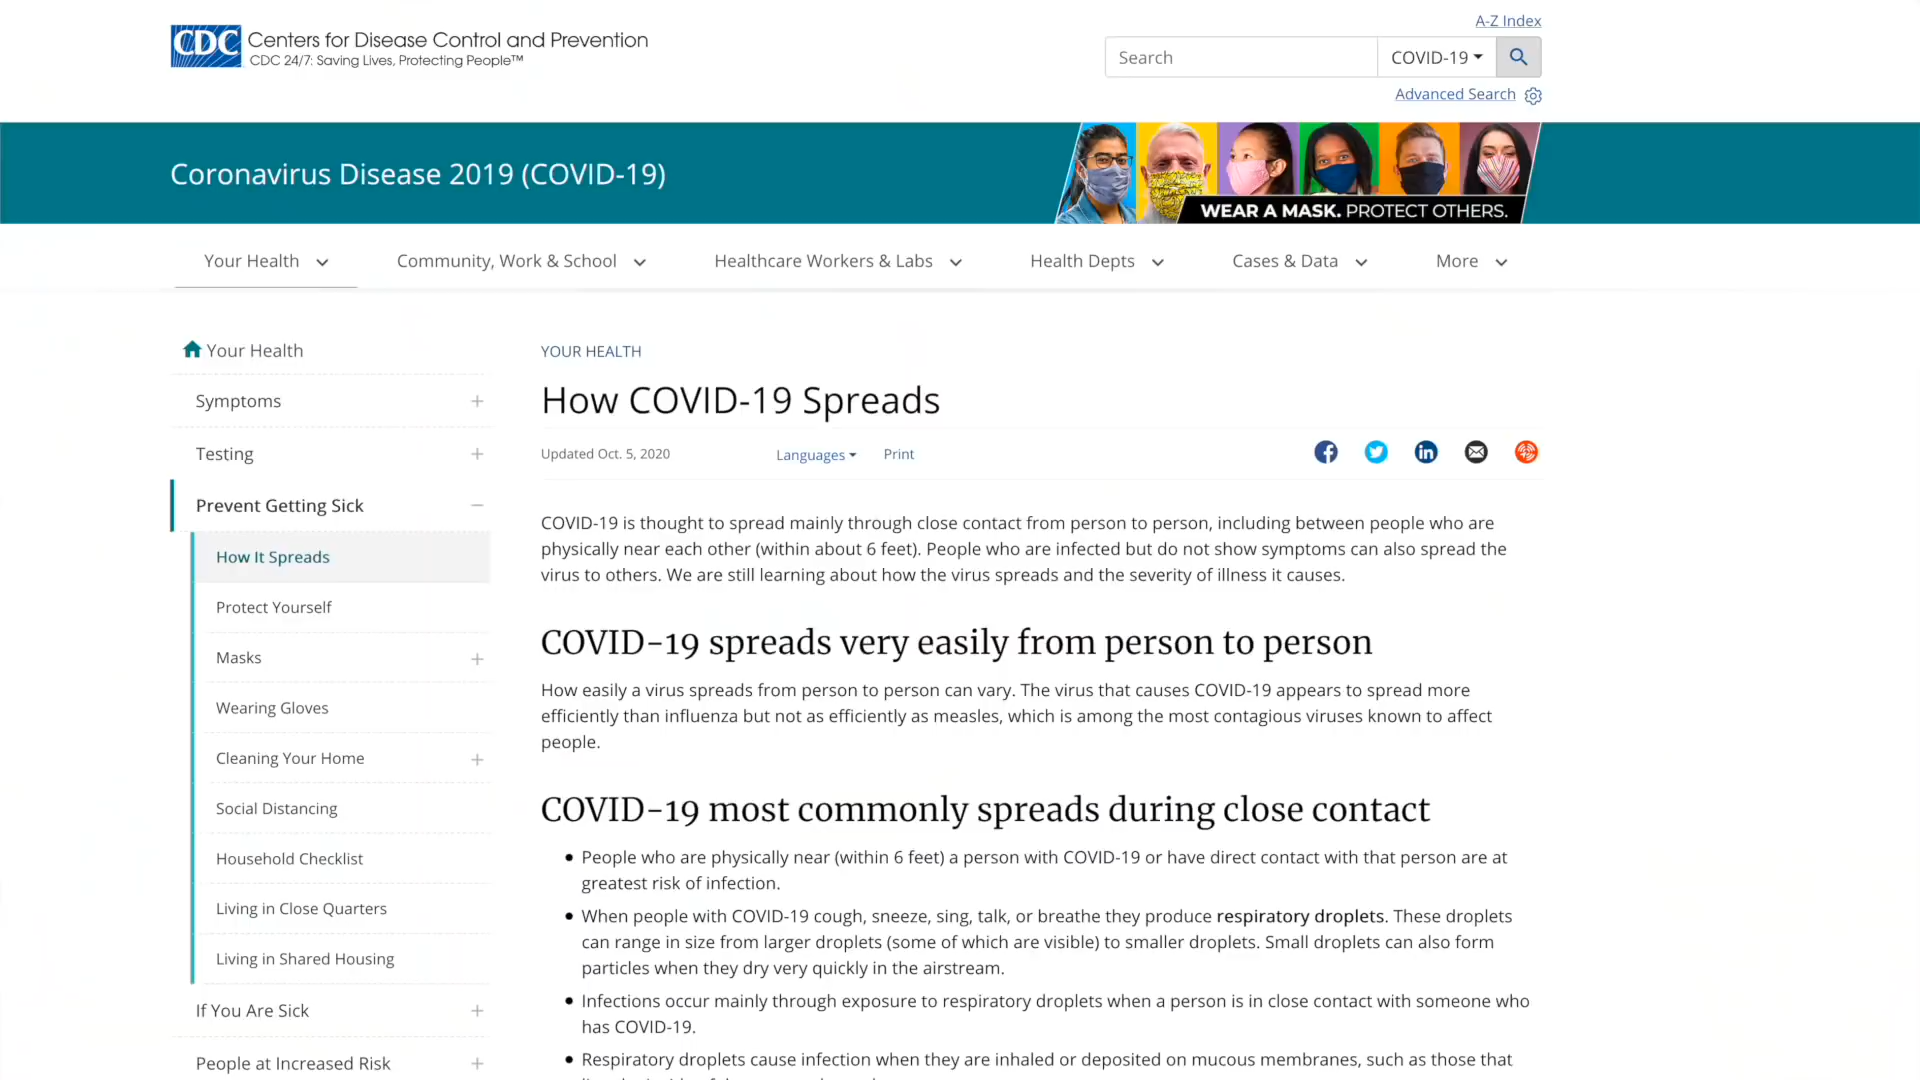 A-Z Index
CDC Centers for Disease Control and Prevention
CDC 24/7: Saving Lives, Protecting People™
Search
COVID-19
Advanced Search
Coronavirus Disease 2019 (COVID-19)
WEAR A MASK. PROTECT OTHERS.
Your Health
Community, Work & School
Healthcare Workers & Labs
Health Depts
Cases & Data
More
Your Health
Symptoms
Testing
Prevent Getting Sick
How It Spreads
Protect Yourself
Masks
Wearing Gloves
Cleaning Your Home
Social Distancing
Household Checklist
Living in Close Quarters
Living in Shared Housing
If You Are Sick
People at Increased Risk
YOUR HEALTH
How COVID-19 Spreads
Updated Oct. 5, 2020
Languages
Print
COVID-19 is thought to spread mainly through close contact from person to person, including between people who are
physically near each other (within about 6 feet). People who are infected but do not show symptoms can also spread the
virus to others. We are still learning about how the virus spreads and the severity of illness it causes.
COVID-19 spreads very easily from person to person
How easily a virus spreads from person to person can vary. The virus that causes COVID-19 appears to spread more
efficiently than influenza but not as efficiently as measles, which is among the most contagious viruses known to affect
people.
COVID-19 most commonly spreads during close contact
• People who are physically near (within 6 feet) a person with COVID-19 or have direct contact with that person are at
greatest risk of infection.
• When people with COVID-19 cough, sneeze, sing, talk, or breathe they produce respiratory droplets. These droplets
can range in size from larger droplets (some of which are visible) to smaller droplets. Small droplets can also form
particles when they dry very quickly in the airstream.
• Infections occur mainly through exposure to respiratory droplets when a person is in close contact with someone who
has COVID-19.
• Respiratory droplets cause infection when they are inhaled or deposited on mucous membranes, such as those that